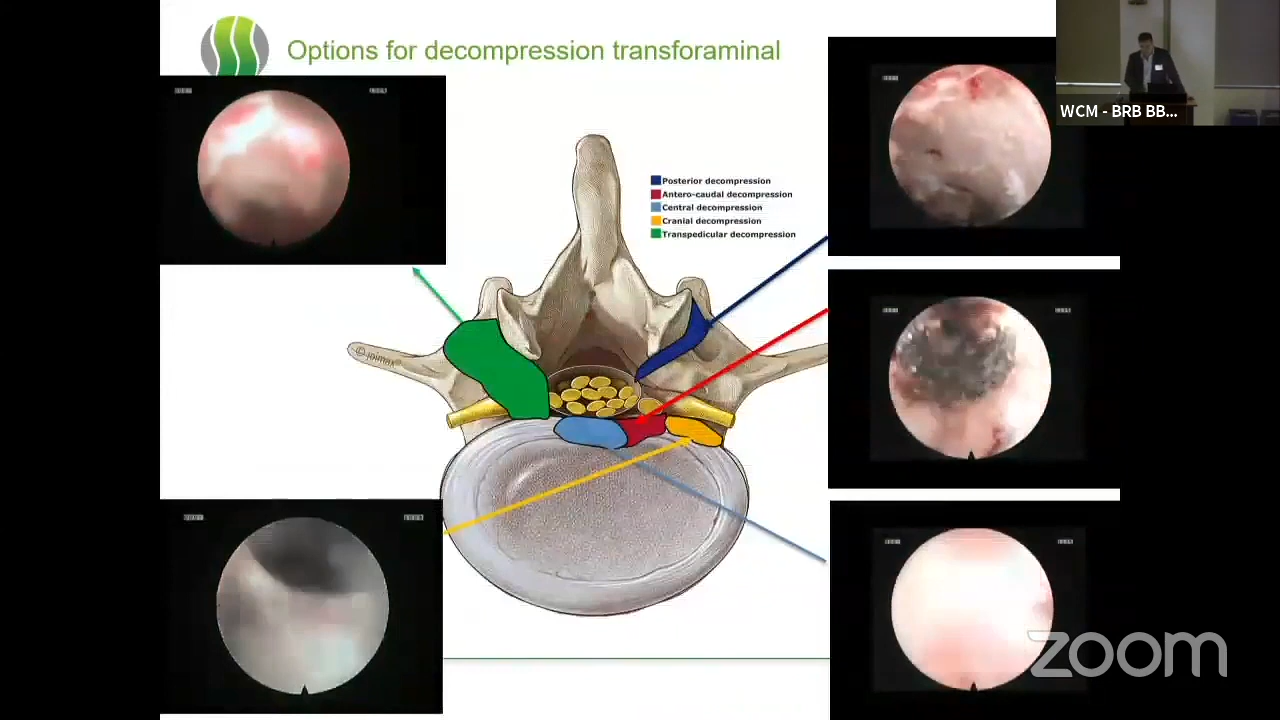 Options for decompression transforaminal
WCM - BRB BB...
Posterior decompression
Antero-caudal decompression
Central decompression
Cranial decompression
Transpedicular decompression
© joimax®
zoom